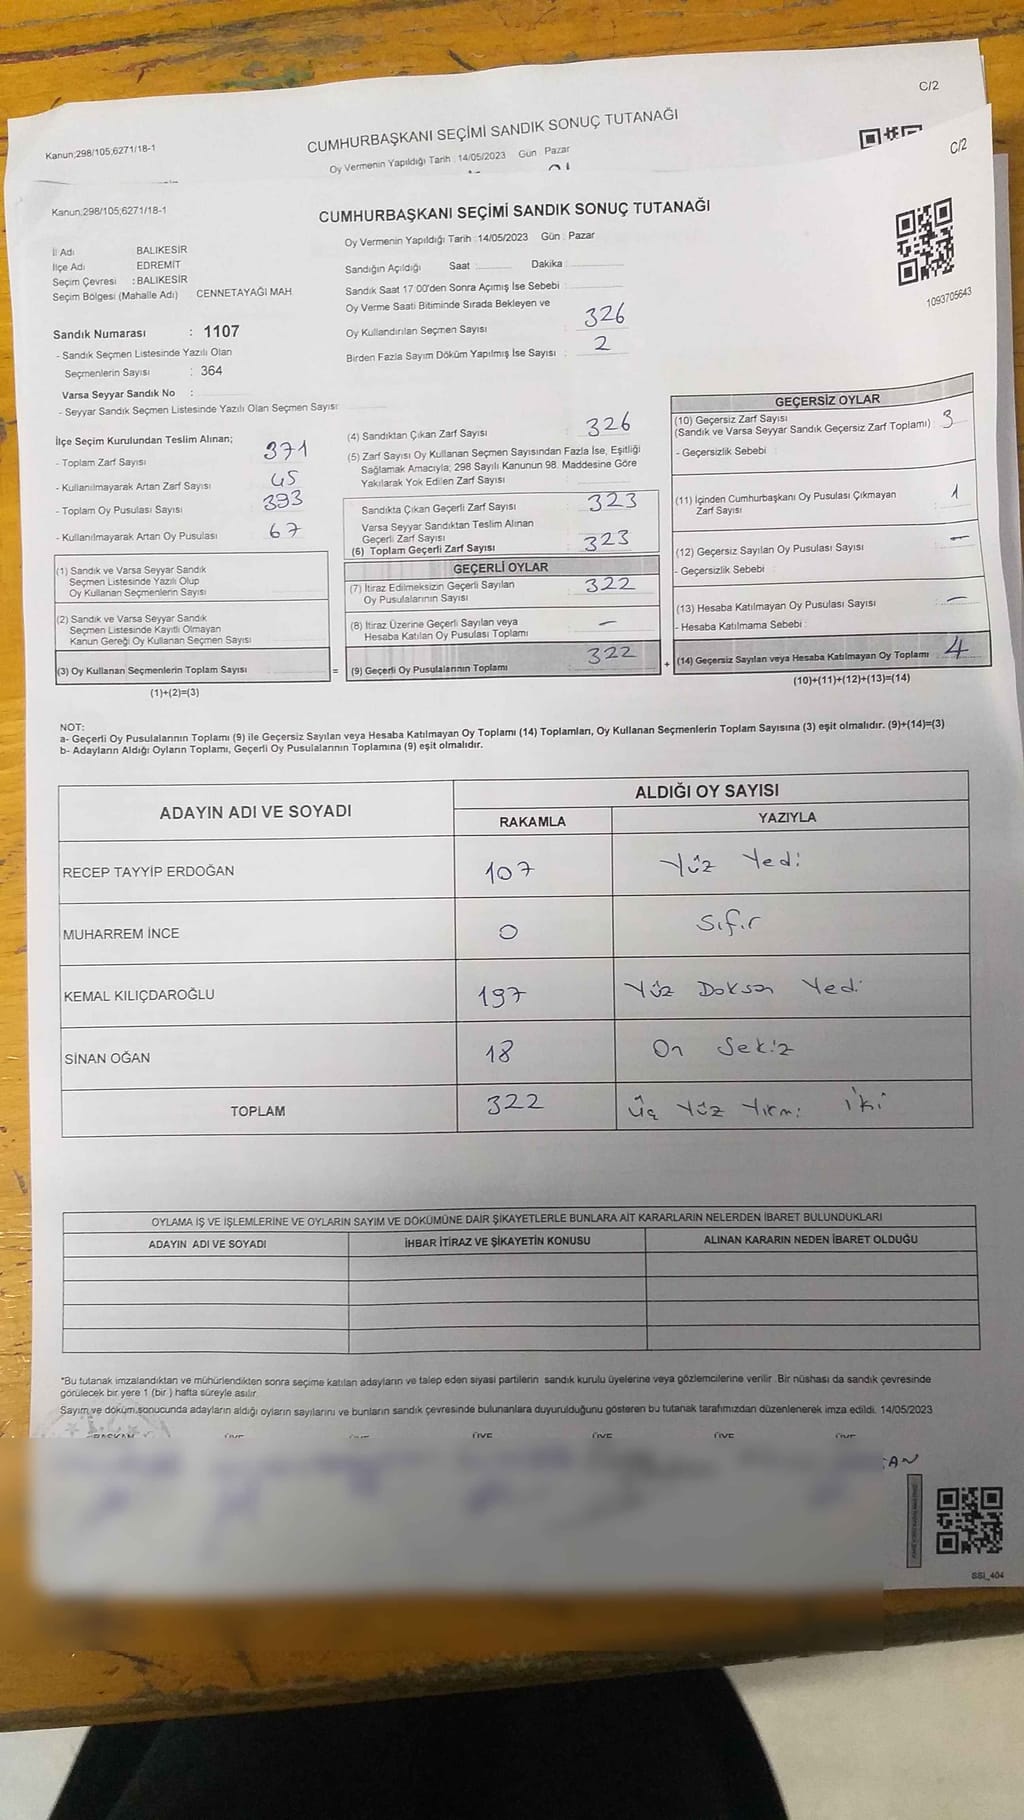 C/2
Kanun;298/105;6271/18-1
CUMHURBAŞKANI SEÇİMİ SANDIK SONUÇ TUTANAĞI
Oy Vermenin Yapıldığı Tarih : 14/05/2023 Gün : Pazar
C/2
Kanun;298/105;6271/18-1
CUMHURBAŞKANI SEÇİMİ SANDIK SONUÇ TUTANAĞI
Oy Vermenin Yapıldığı Tarih : 14/05/2023 Gün : Pazar
1093705643
İl Adı BALIKESİR
İlçe Adı EDREMİT
Seçim Çevresi : BALIKESİR
Seçim Bölgesi (Mahalle Adı) CENNETAYAĞI MAH
Sandığın Açıldığı Saat Dakika
Sandık Saat 17:00'den Sonra Açımış İse Sebebi
Oy Verme Saati Bitiminde Sırada Bekleyen ve
Oy Kullandırılan Seçmen Sayısı 326
Birden Fazla Sayım Döküm Yapılmış İse Sayısı 2
Sandık Numarası : 1107
- Sandık Seçmen Listesinde Yazılı Olan
Seçmenlerin Sayısı : 364
Varsa Seyyar Sandık No :
- Seyyar Sandık Seçmen Listesinde Yazılı Olan Seçmen Sayısı
İlçe Seçim Kurulundan Teslim Alınan;
- Toplam Zarf Sayısı 371
- Kullanılmayarak Artan Zarf Sayısı 45
- Toplam Oy Pusulası Sayısı 393
- Kullanılmayarak Artan Oy Pusulası 67
(1) Sandık ve Varsa Seyyar Sandık
Seçmen Listesinde Yazılı Olup
Oy Kullanan Seçmenlerin Sayısı
(2) Sandık ve Varsa Seyyar Sandık
Seçmen Listesinde Kayıtlı Olmayan
Kanun Gereği Oy Kullanan Seçmen Sayısı
(3) Oy Kullanan Seçmenlerin Toplam Sayısı =
(1)+(2)=(3)
(4) Sandıktan Çıkan Zarf Sayısı 326
(5) Zarf Sayısı Oy Kullanan Seçmen Sayısından Fazla İse, Eşitliği
Sağlamak Amacıyla; 298 Sayılı Kanunun 98. Maddesine Göre
Yakılarak Yok Edilen Zarf Sayısı
Sandıkta Çıkan Geçerli Zarf Sayısı 323
Varsa Seyyar Sandıktan Teslim Alınan
Geçerli Zarf Sayısı
(6) Toplam Geçerli Zarf Sayısı 323
GEÇERLİ OYLAR
(7) İtiraz Edilmeksizin Geçerli Sayılan
Oy Pusulalarının Sayısı 322
(8) İtiraz Üzerine Geçerli Sayılan veya
Hesaba Katılan Oy Pusulası Toplamı –
(9) Geçerli Oy Pusulalarının Toplamı 322 +
GEÇERSİZ OYLAR
(10) Geçersiz Zarf Sayısı
(Sandık ve Varsa Seyyar Sandık Geçersiz Zarf Toplamı) : 3
- Geçersizlik Sebebi
(11) İçinden Cumhurbaşkanı Oy Pusulası Çıkmayan
Zarf Sayısı 1
(12) Geçersiz Sayılan Oy Pusulası Sayısı –
- Geçersizlik Sebebi
(13) Hesaba Katılmayan Oy Pusulası Sayısı –
- Hesaba Katılmama Sebebi :
(14) Geçersiz Sayılan veya Hesaba Katılmayan Oy Toplamı 4
(10)+(11)+(12)+(13)=(14)
NOT:
a- Geçerli Oy Pusulalarının Toplamı (9) ile Geçersiz Sayılan veya Hesaba Katılmayan Oy Toplamı (14) Toplamları, Oy Kullanan Seçmenlerin Toplam Sayısına (3) eşit olmalıdır. (9)+(14)=(3)
b- Adayların Aldığı Oyların Toplamı, Geçerli Oy Pusulalarının Toplamına (9) eşit olmalıdır.
ADAYIN ADI VE SOYADI ALDIĞI OY SAYISI
RAKAMLA YAZIYLA
RECEP TAYYİP ERDOĞAN 107 Yüz Yedi
MUHARREM İNCE 0 Sıfır
KEMAL KILIÇDAROĞLU 197 Yüz Doksan Yedi
SİNAN OĞAN 18 On Sekiz
TOPLAM 322 Üç Yüz Yirmi İki
OYLAMA İŞ VE İŞLEMLERİNE VE OYLARIN SAYIM VE DÖKÜMÜNE DAİR ŞİKAYETLERLE BUNLARA AİT KARARLARIN NELERDEN İBARET BULUNDUKLARI
ADAYIN ADI VE SOYADI İHBAR İTİRAZ VE ŞİKAYETİN KONUSU ALINAN KARARIN NEDEN İBARET OLDUĞU
*Bu tutanak imzalandıktan ve mühürlendikten sonra seçime katılan adayların ve talep eden siyasi partilerin sandık kurulu üyelerine veya gözlemcilerine verilir. Bir nüshası da sandık çevresinde
görülecek bir yere 1 (bir ) hafta süreyle asılır.
Sayım ve döküm sonucunda adayların aldığı oyların sayılarını ve bunların sandık çevresinde bulunanlara duyurulduğunu gösteren bu tutanak tarafımızdan düzenlenerek imza edildi. 14/05/2023
BAŞKAN ÜYE ÜYE ÜYE ÜYE ÜYE ÜYE
SSI_404